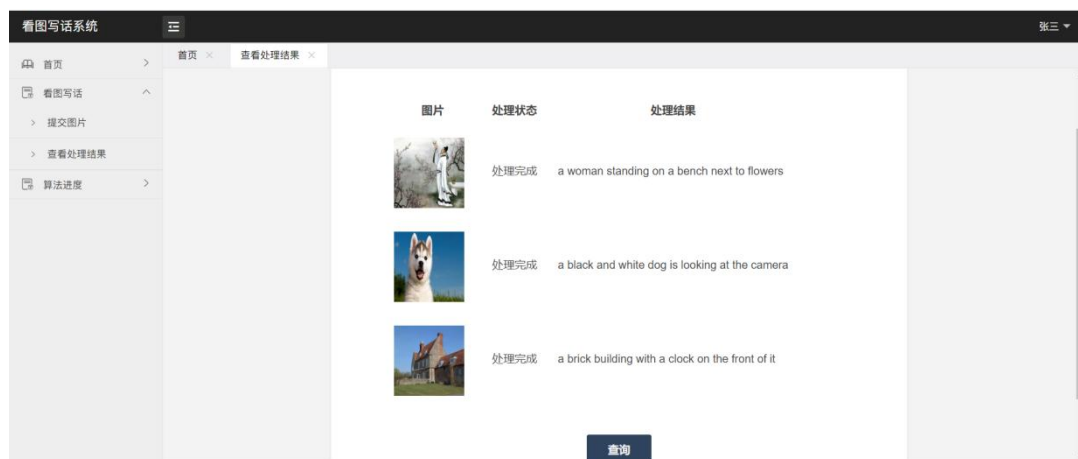 看图写话系统
张三
首页
看图写话
提交图片
查看处理结果
算法进度
首页 查看处理结果
图片 处理状态 处理结果
处理完成 a woman standing on a bench next to flowers
处理完成 a black and white dog is looking at the camera
处理完成 a brick building with a clock on the front of it
查询